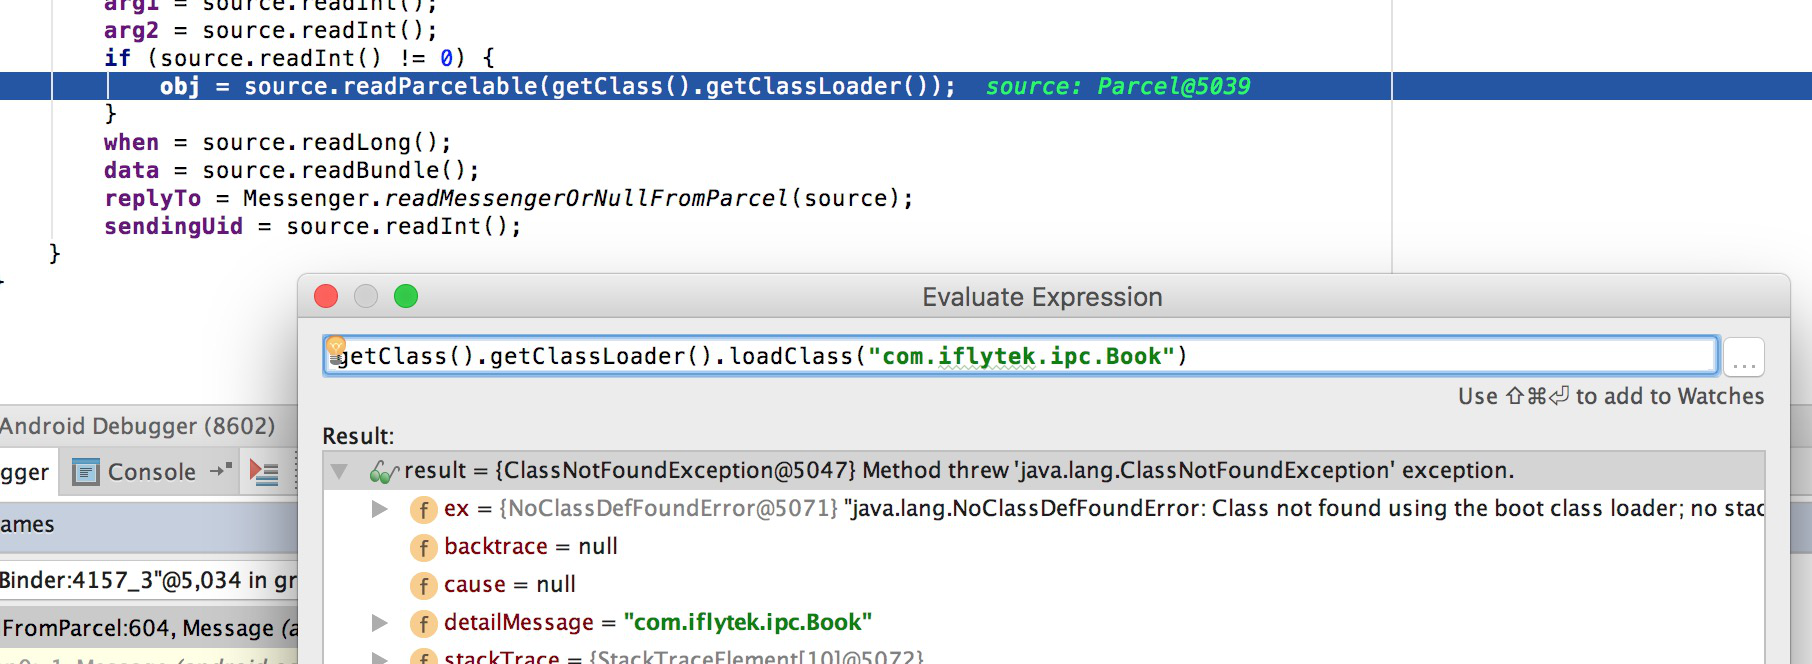 arg1 = source.readInt();
arg2 = source.readInt();
if (source.readInt() != 0) {
obj = source.readParcelable(getClass().getClassLoader()); source: Parcel@5039
}
when = source.readLong();
data = source.readBundle();
replyTo = Messenger.readMessengerOrNullFromParcel(source);
sendingUid = source.readInt();
}
Evaluate Expression
getClass().getClassLoader().loadClass("com.iflytek.ipc.Book")
...
Use ⇧⌘⏎ to add to Watches
Android Debugger (8602)
Result:
gger Console
result = {ClassNotFoundException@5047} Method threw 'java.lang.ClassNotFoundException' exception.
f ex = {NoClassDefFoundError@5071} "java.lang.NoClassDefFoundError: Class not found using the boot class loader; no stac
ames
f backtrace = null
Binder:4157_3"@5,034 in gr
f cause = null
FromParcel:604, Message (a
f detailMessage = "com.iflytek.ipc.Book"
f stackTrace = {StackTraceElement[10]@5072}